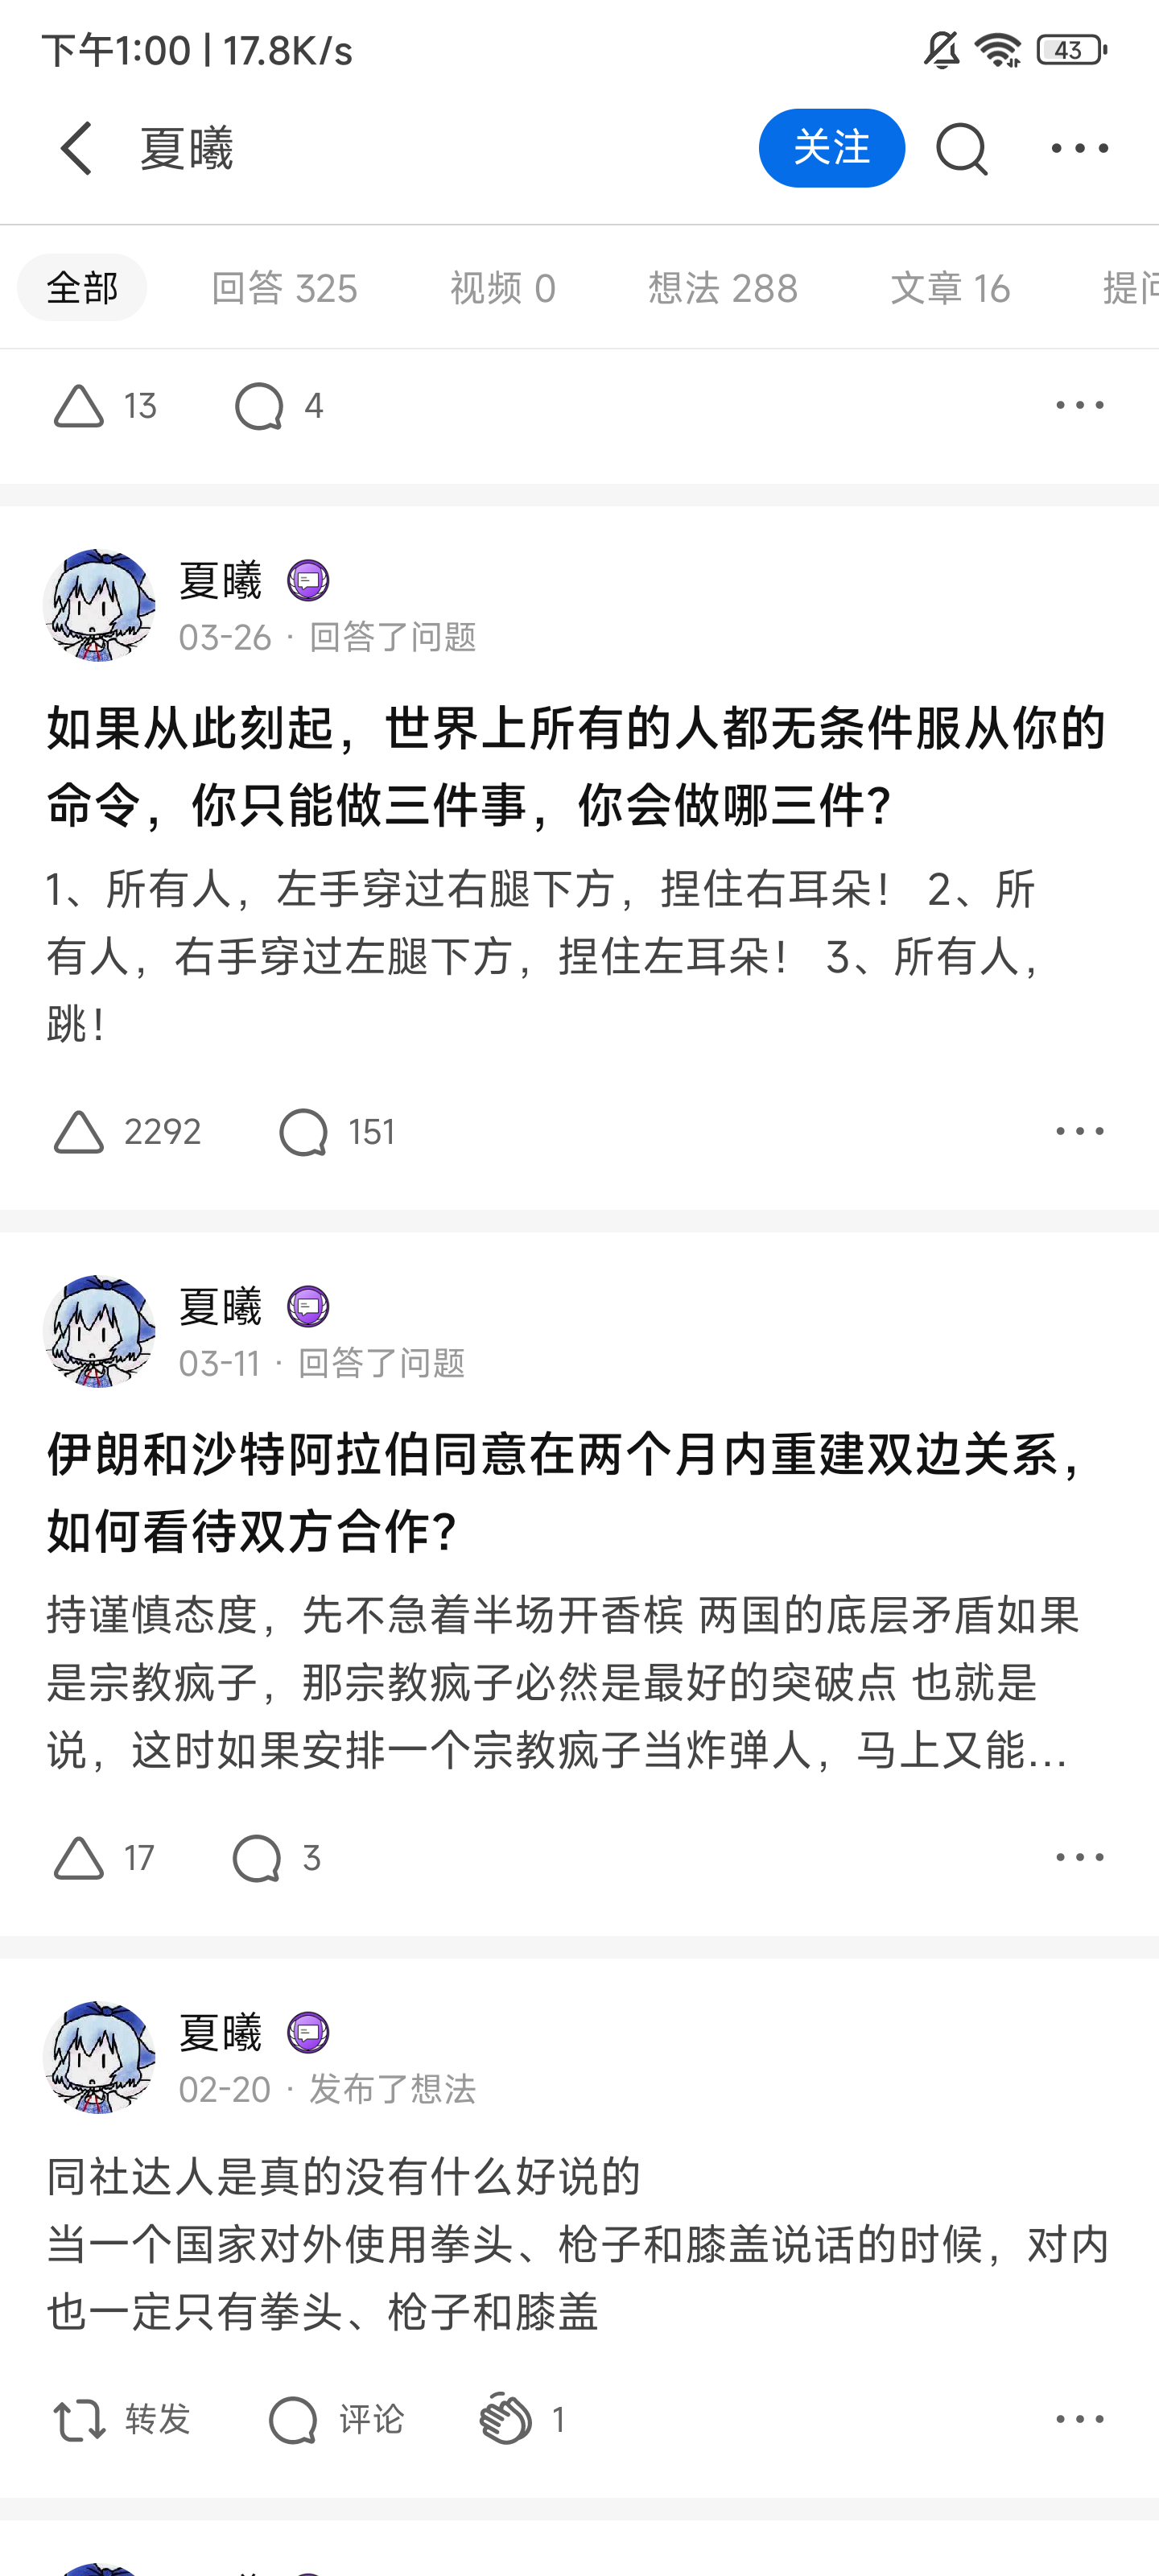 下午1:00 | 17.8K/s
43
夏曦
关注
全部 回答 325 视频 0 想法 288 文章 16 提问
13 4
夏曦
03-26 · 回答了问题
如果从此刻起，世界上所有的人都无条件服从你的
命令，你只能做三件事，你会做哪三件？
1、所有人，左手穿过右腿下方，捏住右耳朵！ 2、所
有人，右手穿过左腿下方，捏住左耳朵！ 3、所有人，
跳！
2292 151
夏曦
03-11 · 回答了问题
伊朗和沙特阿拉伯同意在两个月内重建双边关系，
如何看待双方合作？
持谨慎态度，先不急着半场开香槟 两国的底层矛盾如果
是宗教疯子，那宗教疯子必然是最好的突破点 也就是
说，这时如果安排一个宗教疯子当炸弹人，马上又能...
17 3
夏曦
02-20 · 发布了想法
同社达人是真的没有什么好说的
当一个国家对外使用拳头、枪子和膝盖说话的时候，对内
也一定只有拳头、枪子和膝盖
转发 评论 1